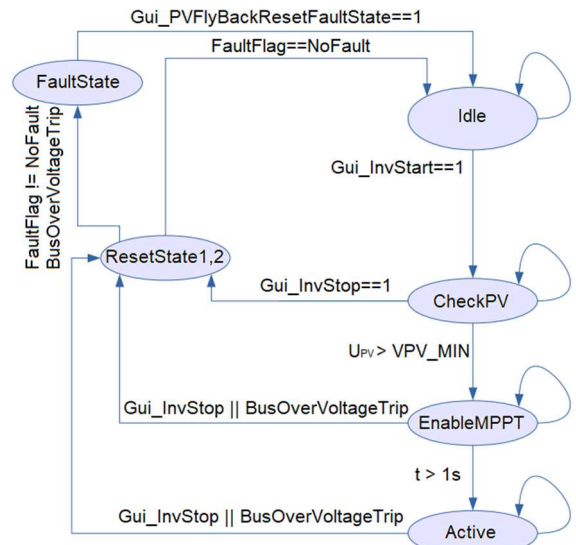 Gui_PVFlyBackResetFaultState==1
FaultFlag==NoFault
FaultState
Idle
Gui_InvStart==1
FaultFlag != NoFault
BusOverVoltageTrip
ResetState1,2
Gui_InvStop==1
CheckPV
UPV > VPV_MIN
Gui_InvStop || BusOverVoltageTrip
EnableMPPT
t > 1s
Gui_InvStop || BusOverVoltageTrip
Active